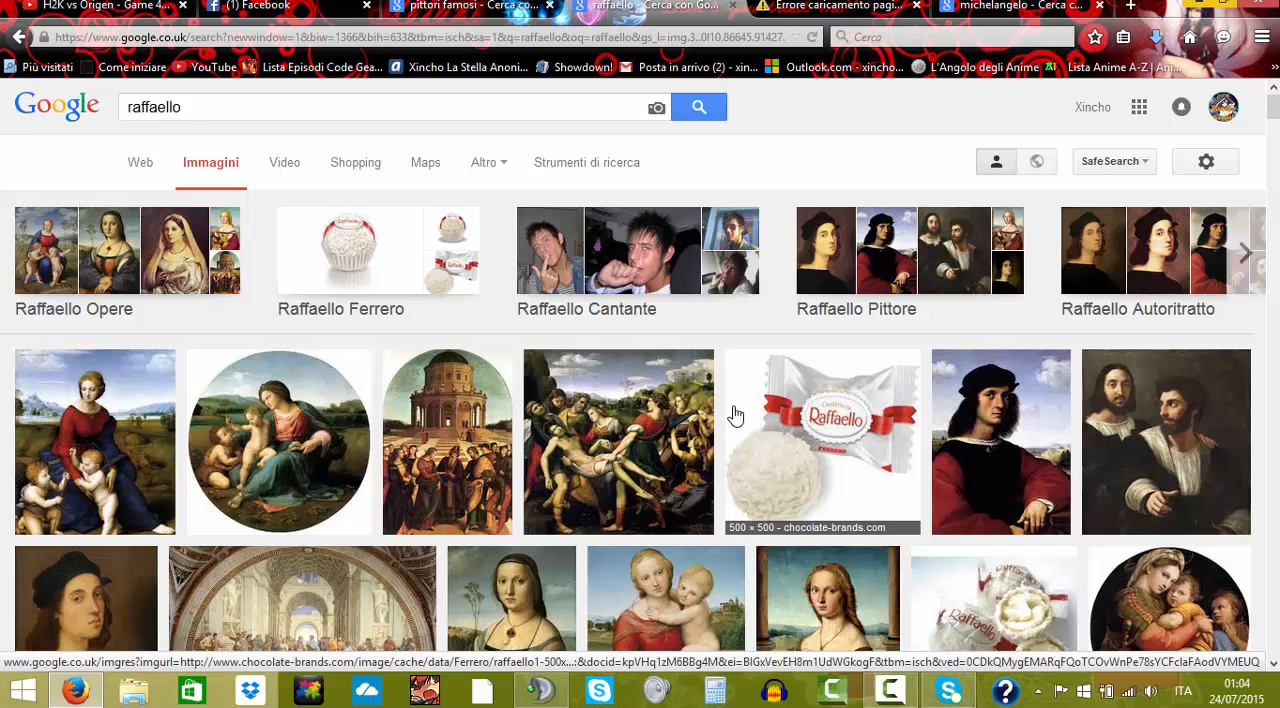 H2K vs Origen - Game 4...
(1) Facebook
pittori famosi - Cerca co...
raffaello - Cerca con Go...
Errore caricamento pagi...
michelangelo - Cerca c...
https://www.google.co.uk/search?newwindow=1&biw=1366&bih=633&tbm=isch&sa=1&q=raffaello&oq=raffaello&gs_l=img.3..0l10.86645.91427.
Cerca
Più visitati
Come iniziare
YouTube
Lista Episodi Code Gea...
Xincho La Stella Anoni...
Showdown!
Posta in arrivo (2) - xin...
Outlook.com - xincho...
L'Angolo degli Anime
Lista Anime A-Z | Ani...
Google
raffaello
Xincho
Web
Immagini
Video
Shopping
Maps
Altro
Strumenti di ricerca
SafeSearch
Raffaello Opere
Raffaello Ferrero
Raffaello Cantante
Raffaello Pittore
Raffaello Autoritratto
Confetteria
Raffaello
FERRERO
500 × 500 - chocolate-brands.com
Raffaello
www.google.co.uk/imgres?imgurl=http://www.chocolate-brands.com/image/cache/data/Ferrero/raffaello1-500x...:&docid=kpVHq1zM6BBg4M&ei=BlGxVevEH8m1UdWGkogF&tbm=isch&ved=0CDkQMygEMARqFQoTCOvWnPe78sYCFclaFAodVYMEUQ
ITA
01:04
24/07/2015